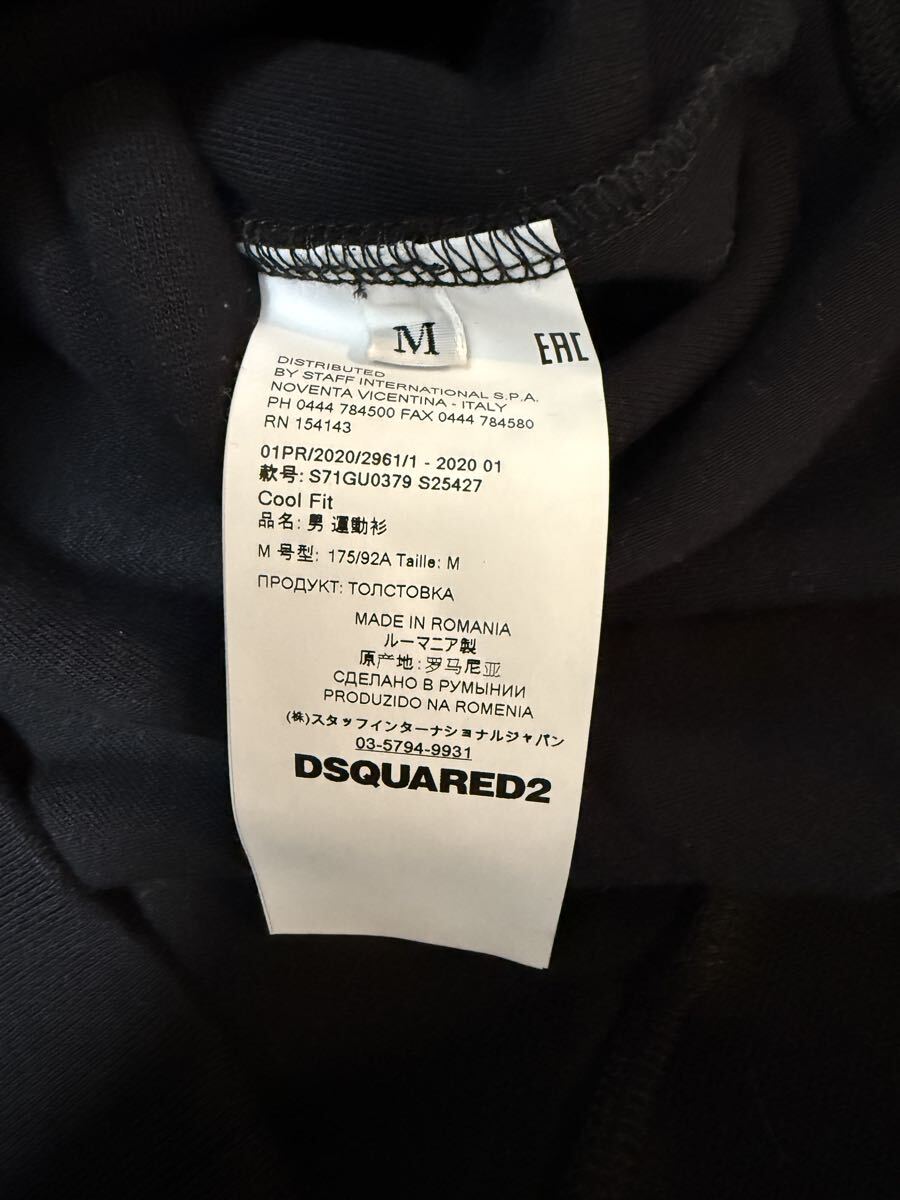 M
EAC
DISTRIBUTED
BY STAFF INTERNATIONAL S.P.A.
NOVENTA VICENTINA - ITALY
PH 0444 784500 FAX 0444 784580
RN 154143
01PR/2020/2961/1 - 2020 01
款号: S71GU0379 S25427
Cool Fit
品名: 男 運動衫
M 号型: 175/92A Taille: M
ПРОДУКТ: ТОЛСТОВКА
MADE IN ROMANIA
ルーマニア製
原产地: 罗马尼亚
СДЕЛАНО В РУМЫНИИ
PRODUZIDO NA ROMENIA
(株)スタッフインターナショナルジャパン
03-5794-9931
DSQUARED2